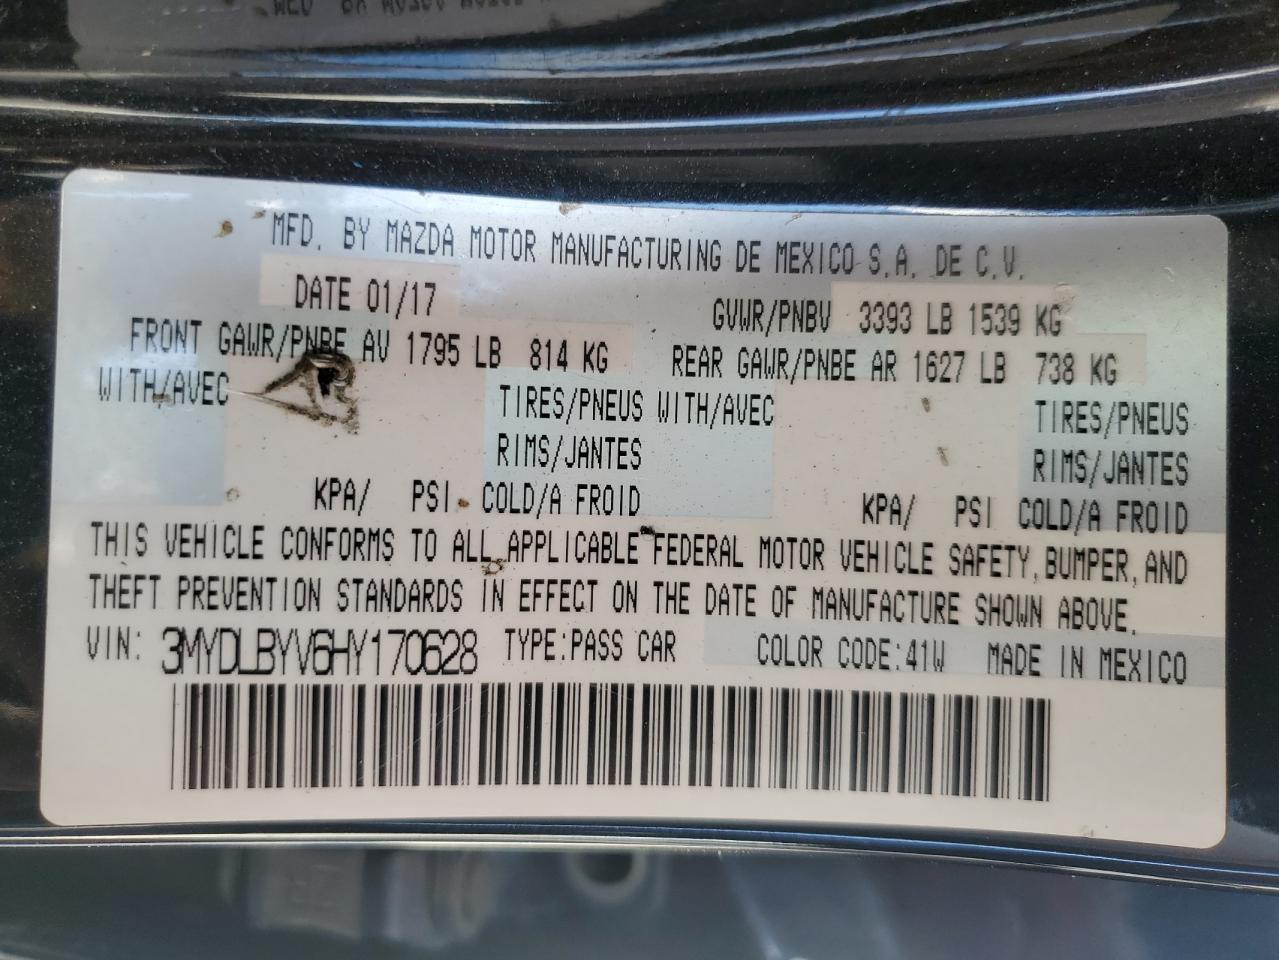 MFD. BY MAZDA MOTOR MANUFACTURING DE MEXICO S.A. DE C.V.
DATE 01/17 GVWR/PNBV 3393 LB 1539 KG
FRONT GAWR/PNBE AV 1795 LB 814 KG REAR GAWR/PNBE AR 1627 LB 738 KG
WITH/AVEC TIRES/PNEUS WITH/AVEC TIRES/PNEUS
RIMS/JANTES RIMS/JANTES
KPA/ PSI COLD/A FROID KPA/ PSI COLD/A FROID
THIS VEHICLE CONFORMS TO ALL APPLICABLE FEDERAL MOTOR VEHICLE SAFETY, BUMPER, AND
THEFT PREVENTION STANDARDS IN EFFECT ON THE DATE OF MANUFACTURE SHOWN ABOVE.
VIN: 3MYDLBYV6HY170628 TYPE:PASS CAR COLOR CODE:41W MADE IN MEXICO